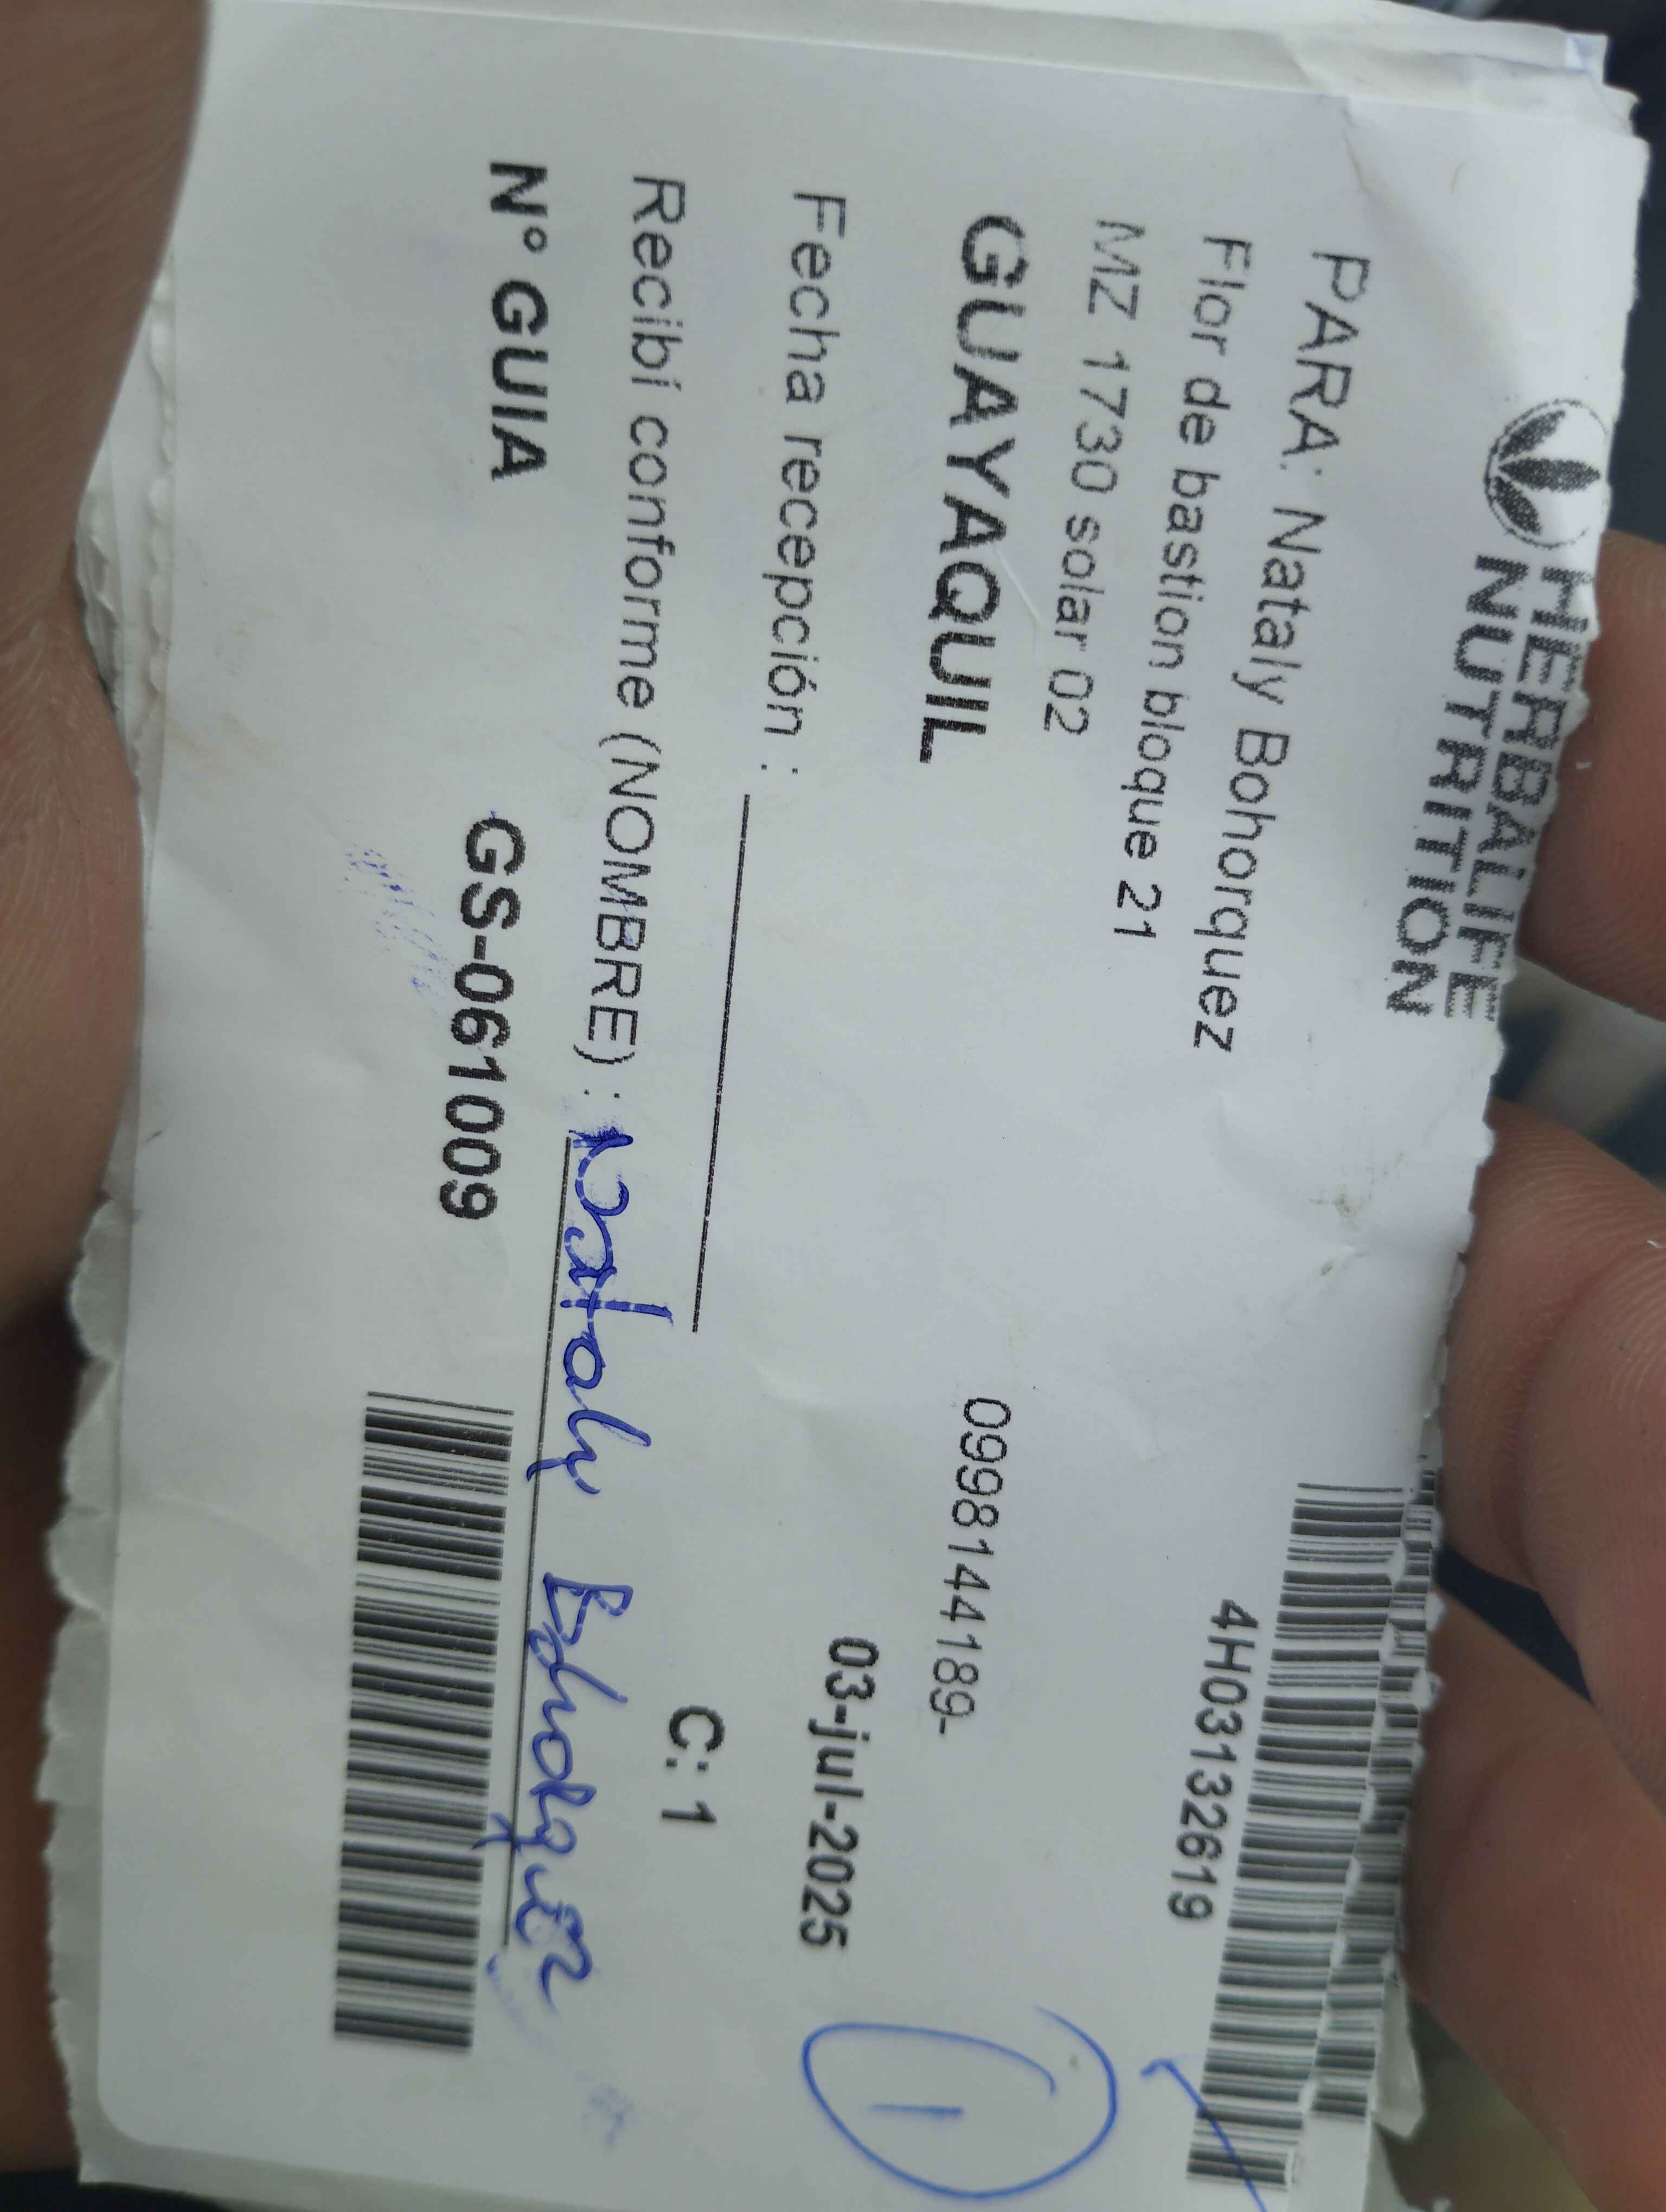 HERBALIFE
NUTRITION
4H03132619
PARA: Nataly Bohorquez
Flor de bastion bloque 21
MZ 1730 solar 02
GUAYAQUIL 0998144189-
Fecha recepción : 03-jul-2025
C: 1
Recibí conforme (NOMBRE) : Nataly Bohorquez
N° GUIA GS-061009
1